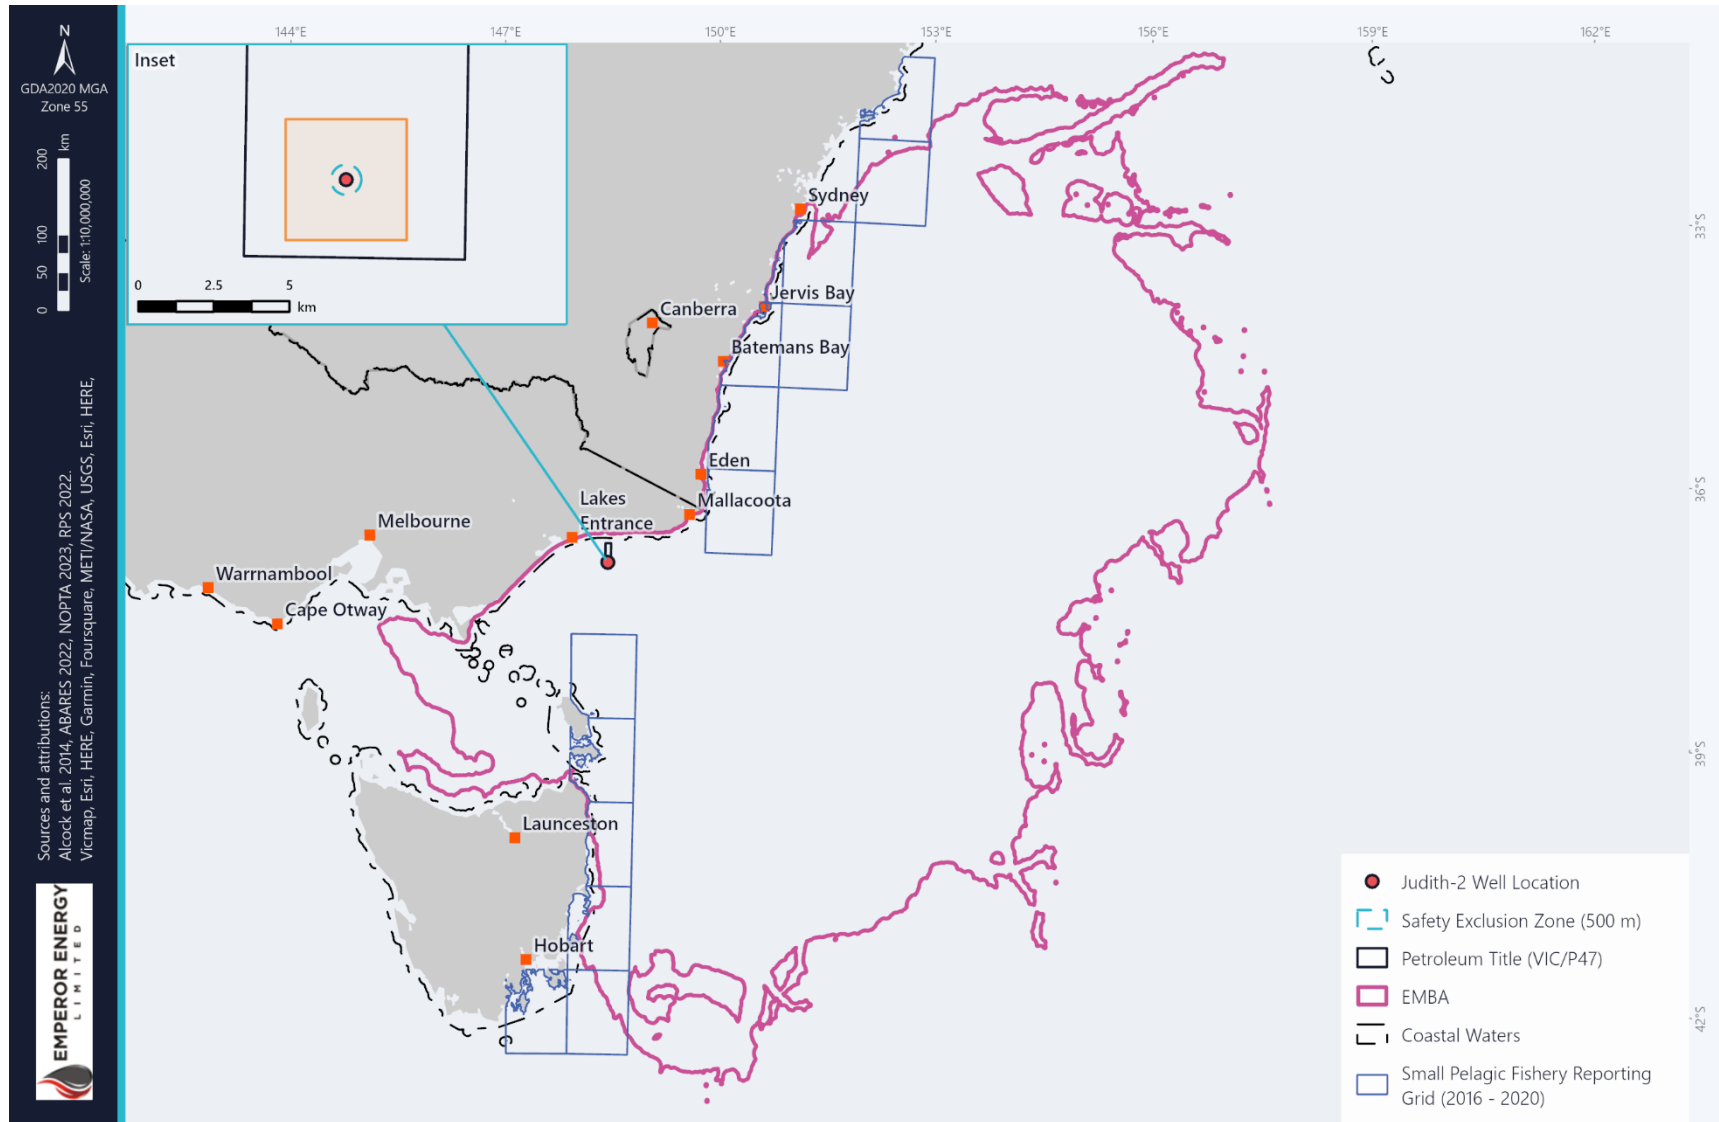 N
GDA2020 MGA
Zone 55
0 50 100 200 km
Scale: 1:10,000,000
Sources and attributions:
Alcock et al. 2014, ABARES 2022, NOPTA 2023, RPS 2022.
Vicmap, Esri, HERE, Garmin, Foursquare, METI/NASA, USGS, Esri, HERE,
EMPEROR ENERGY
LIMITED
144°E 147°E 150°E 153°E 156°E 159°E 162°E
Inset
0 2.5 5
km
33°S
36°S
39°S
42°S
Sydney
Jervis Bay
Canberra
Batemans Bay
Eden
Lakes
Entrance
Mallacoota
Melbourne
Warrnambool
Cape Otway
Launceston
Hobart
Judith-2 Well Location
Safety Exclusion Zone (500 m)
Petroleum Title (VIC/P47)
EMBA
Coastal Waters
Small Pelagic Fishery Reporting
Grid (2016 - 2020)